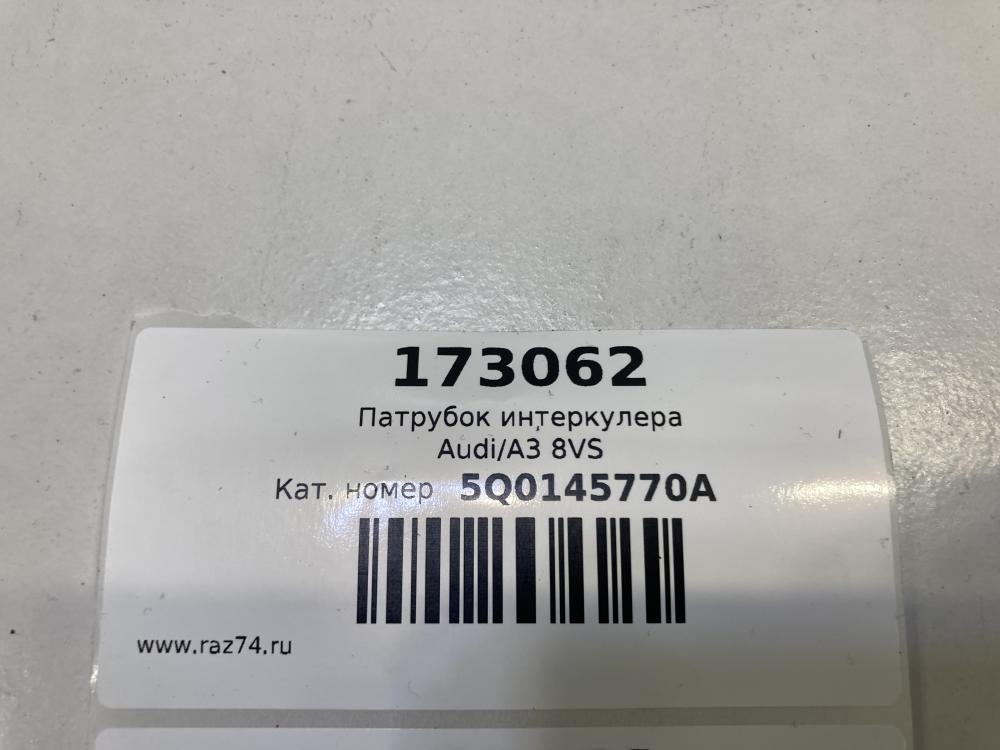 173062
Патрубок интеркулера
Audi/A3 8VS
Кат. номер 5Q0145770A
www.raz74.ru